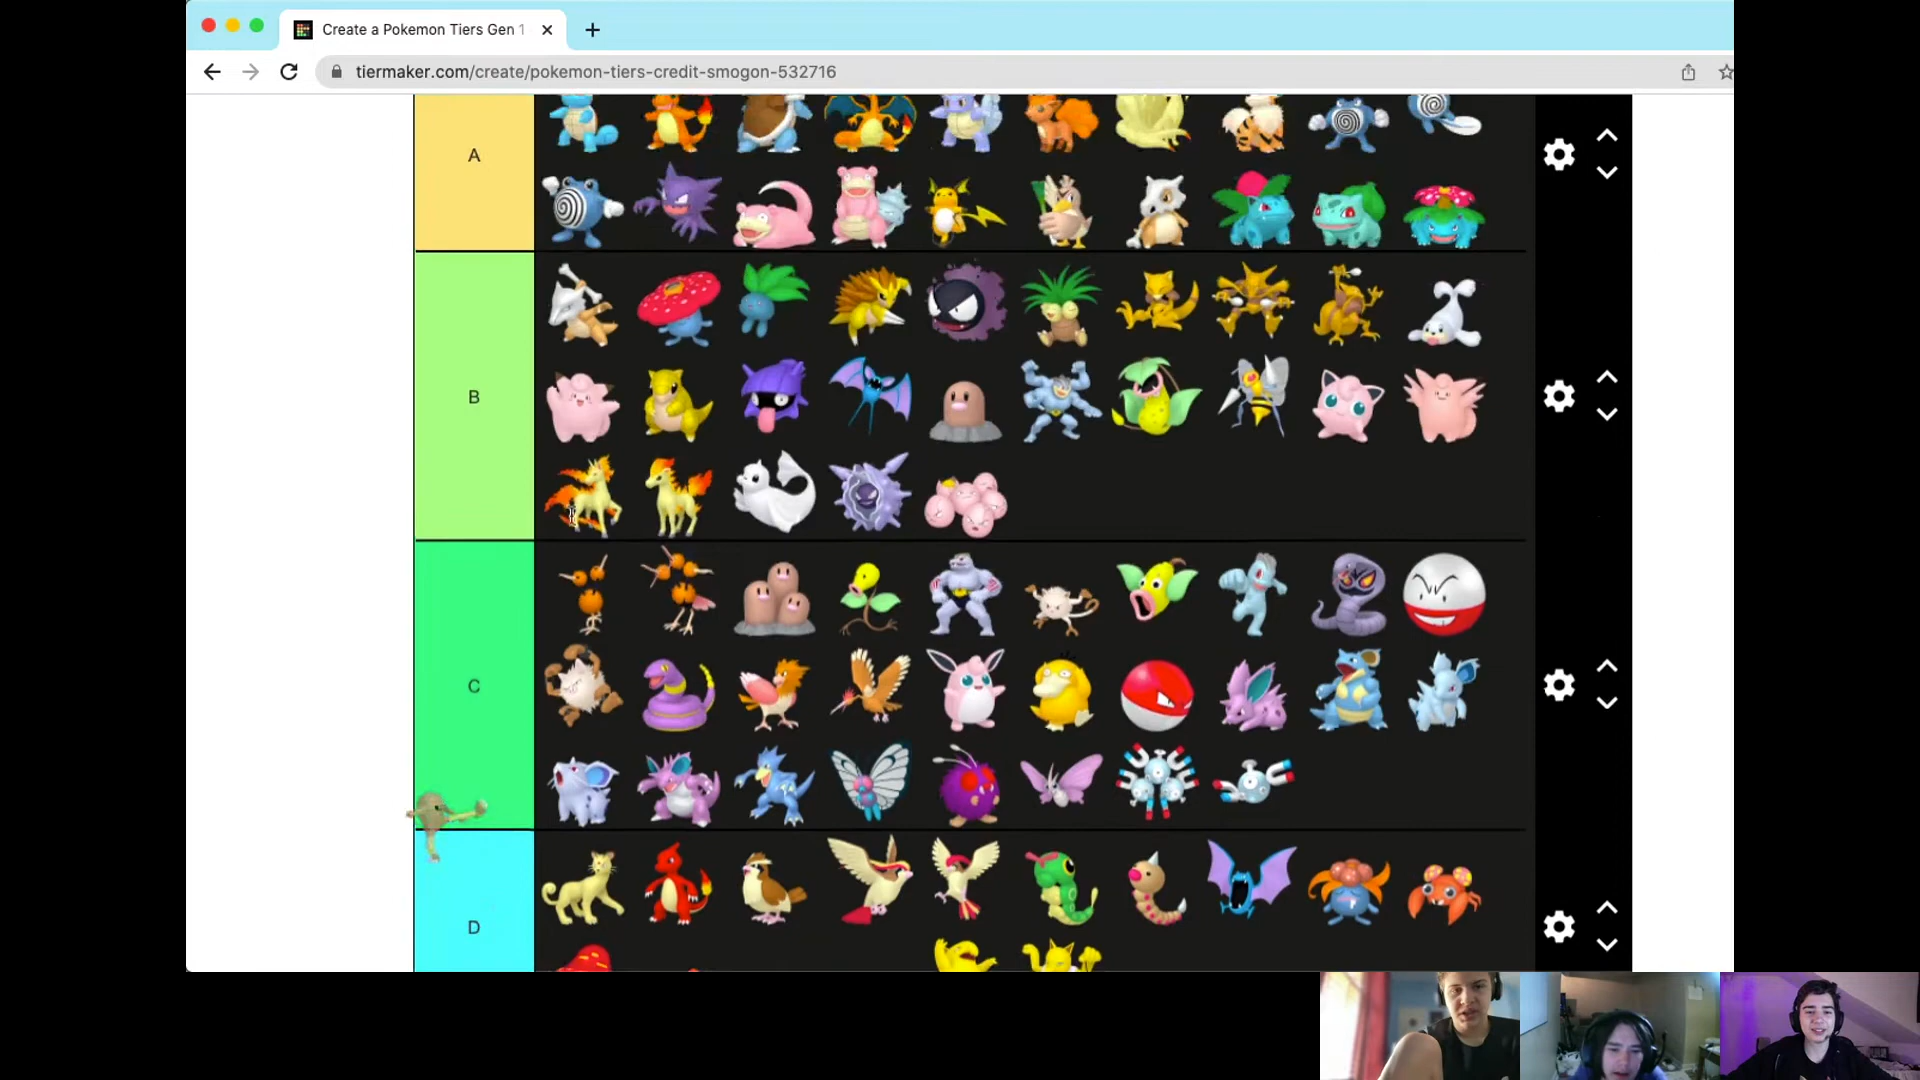 Create a Pokemon Tiers Gen 1
tiermaker.com/create/pokemon-tiers-credit-smogon-532716
A
B
C
D